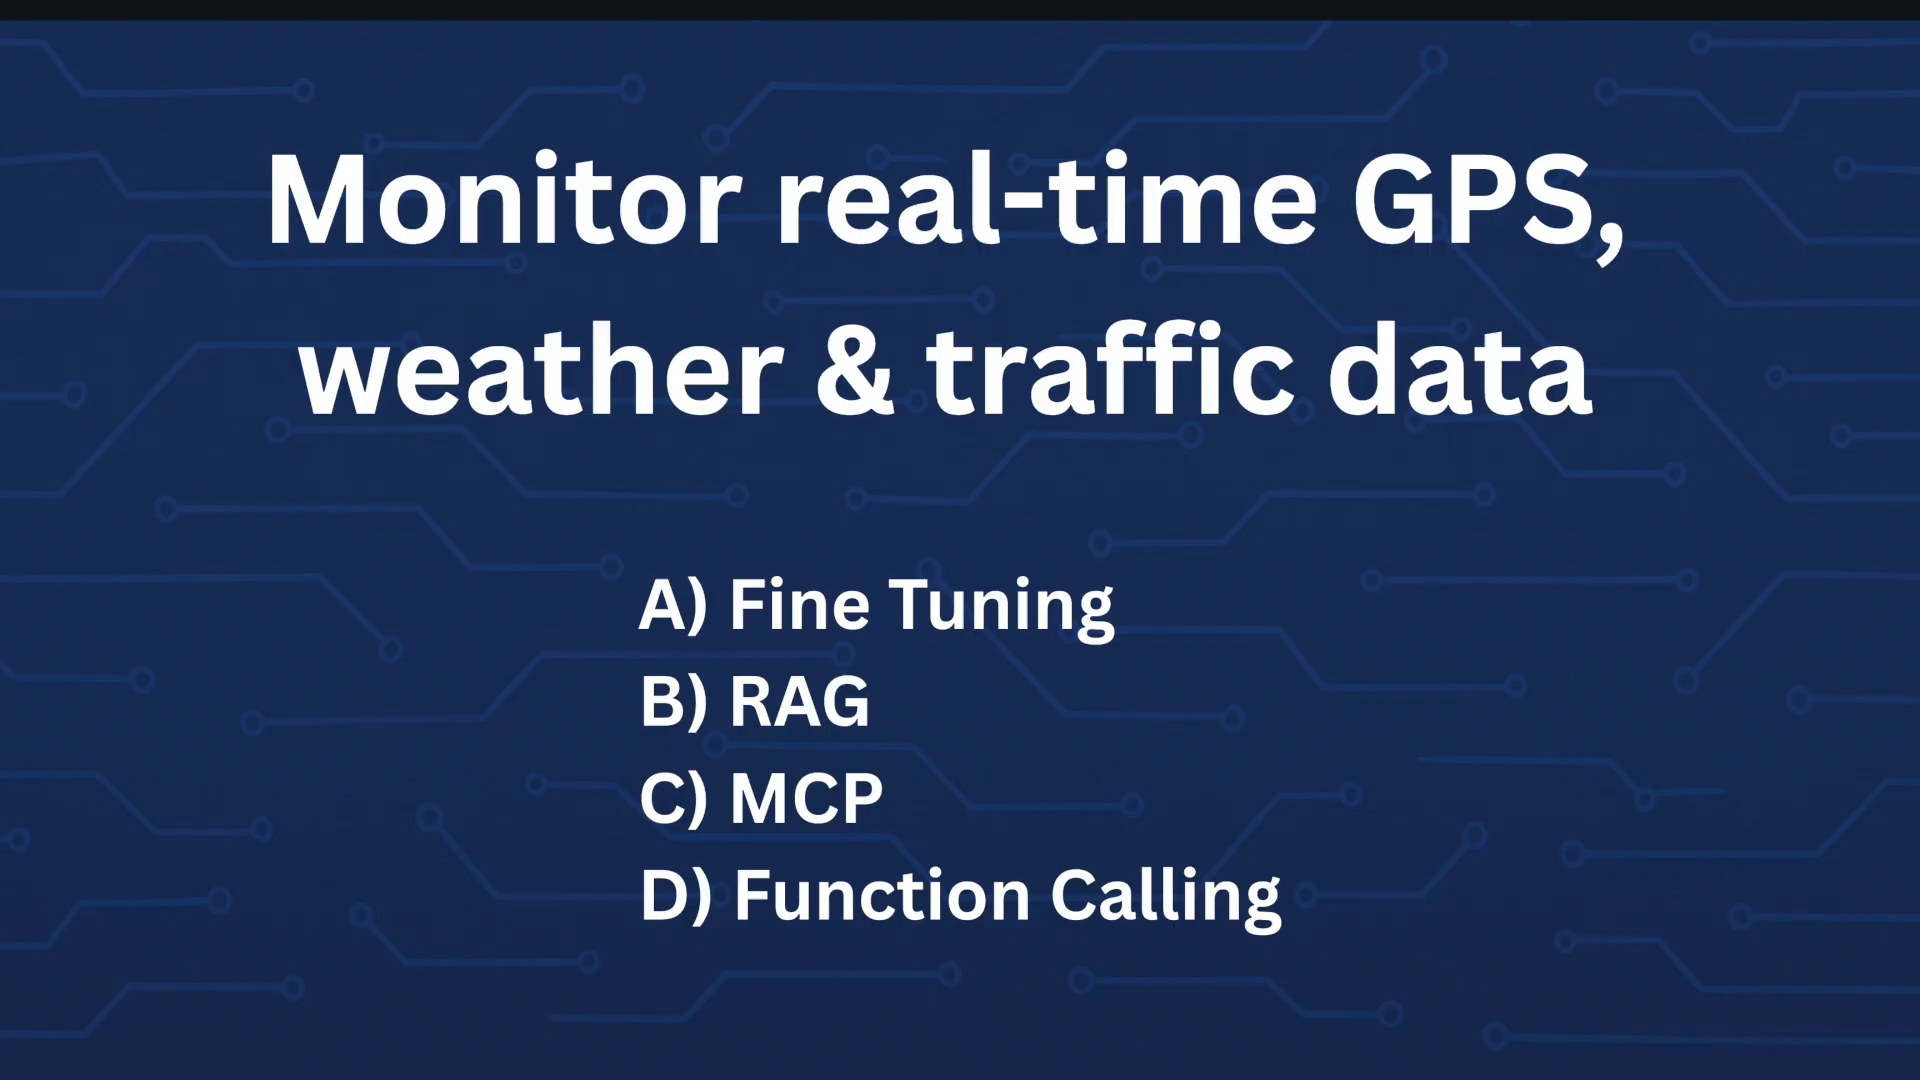 Monitor real-time GPS,
weather & traffic data
A) Fine Tuning
B) RAG
C) MCP
D) Function Calling